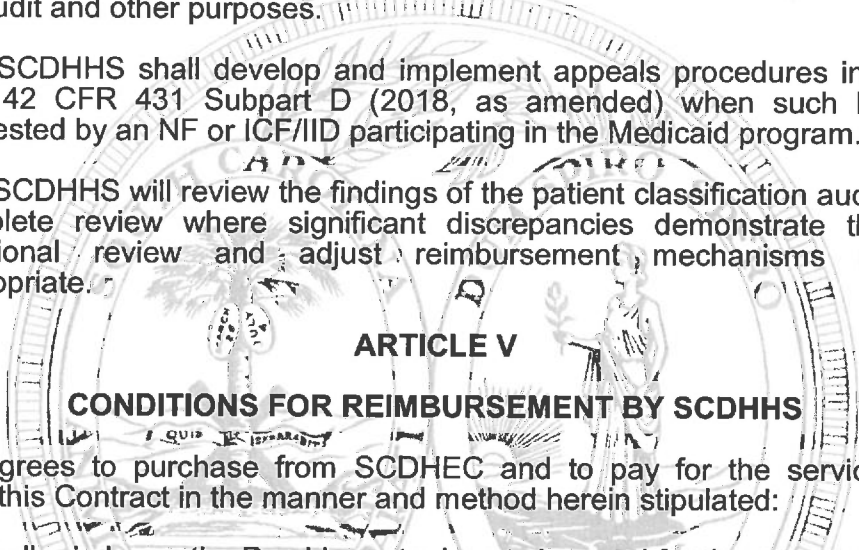 udit and other purposes.
SCDHHS shall develop and implement appeals procedures in
42 CFR 431 Subpart D (2018, as amended) when such
ested by an NF or ICF/IID participating in the Medicaid program.
SCDHHS will review the findings of the patient classification aud
plete review where significant discrepancies demonstrate th
ional review and adjust reimbursement mechanisms
opriate.
ARTICLE V
CONDITIONS FOR REIMBURSEMENT BY SCDHHS
grees to purchase from SCDHEC and to pay for the servic
this Contract in the manner and method herein stipulated: